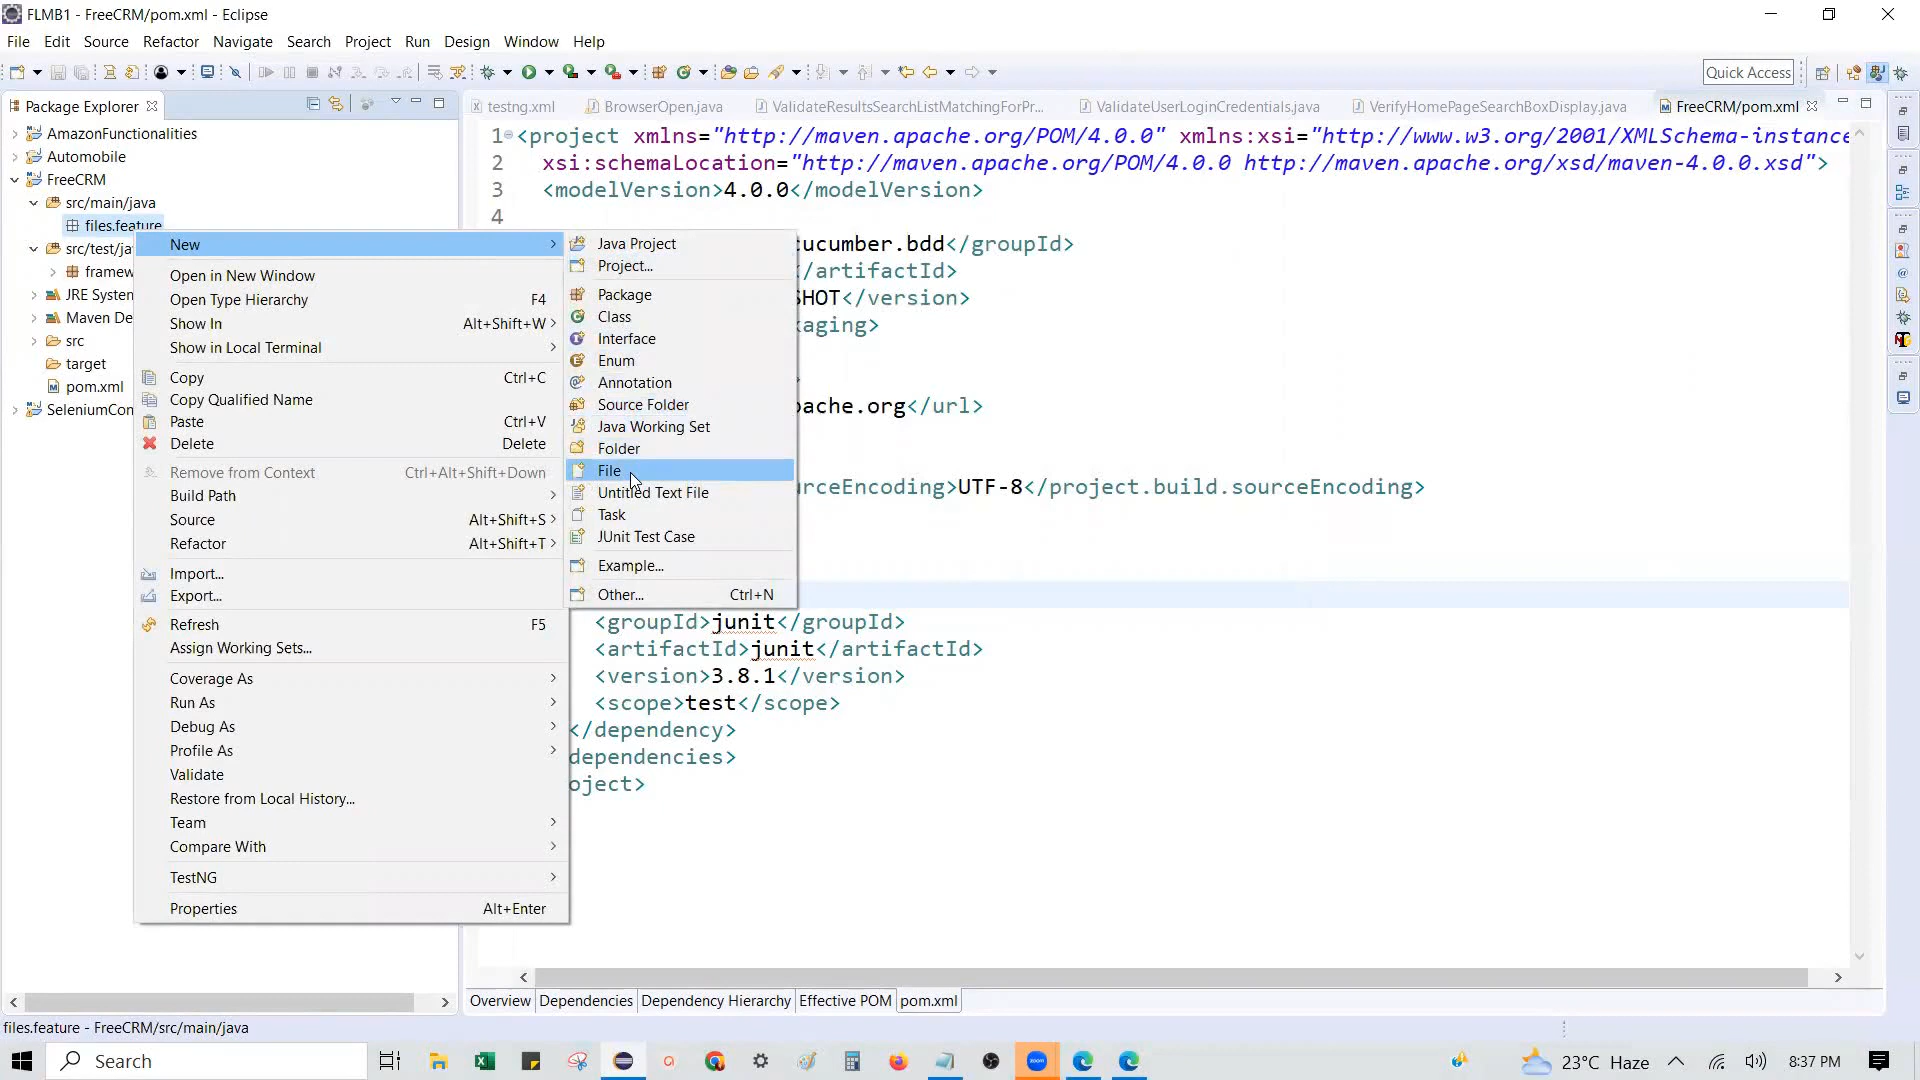 FLMB1 - FreeCRM/pom.xml - Eclipse
File Edit Source Refactor Navigate Search Project Run Design Window Help
Quick Access
Package Explorer
testng.xml BrowserOpen.java ValidateResultsSearchListMatchingForPr... ValidateUserLoginCredentials.java VerifyHomePageSearchBoxDisplay.java FreeCRM/pom.xml
AmazonFunctionalities
Automobile
FreeCRM
src/main/java
files.feature
src/test/ja
framew
JRE System
Maven De
src
target
pom.xml
SeleniumCon
New
Open in New Window
Open Type Hierarchy F4
Show In Alt+Shift+W
Show in Local Terminal
Copy Ctrl+C
Copy Qualified Name
Paste Ctrl+V
Delete Delete
Remove from Context Ctrl+Alt+Shift+Down
Build Path
Source Alt+Shift+S
Refactor Alt+Shift+T
Import...
Export...
Refresh F5
Assign Working Sets...
Coverage As
Run As
Debug As
Profile As
Validate
Restore from Local History...
Team
Compare With
TestNG
Properties Alt+Enter
Java Project
Project...
Package
Class
Interface
Enum
Annotation
Source Folder
Java Working Set
Folder
File
Untitled Text File
Task
JUnit Test Case
Example...
Other... Ctrl+N
1 <project xmlns="http://maven.apache.org/POM/4.0.0" xmlns:xsi="http://www.w3.org/2001/XMLSchema-instance
2 xsi:schemaLocation="http://maven.apache.org/POM/4.0.0 http://maven.apache.org/xsd/maven-4.0.0.xsd">
3 <modelVersion>4.0.0</modelVersion>
4
cucumber.bdd</groupId>
/artifactId>
SHOT</version>
aging>
>
pache.org</url>
urceEncoding>UTF-8</project.build.sourceEncoding>
<groupId>junit</groupId>
<artifactId>junit</artifactId>
<version>3.8.1</version>
<scope>test</scope>
</dependency>
dependencies>
oject>
Overview Dependencies Dependency Hierarchy Effective POM pom.xml
files.feature - FreeCRM/src/main/java
Search
zoom
23°C Haze
8:37 PM